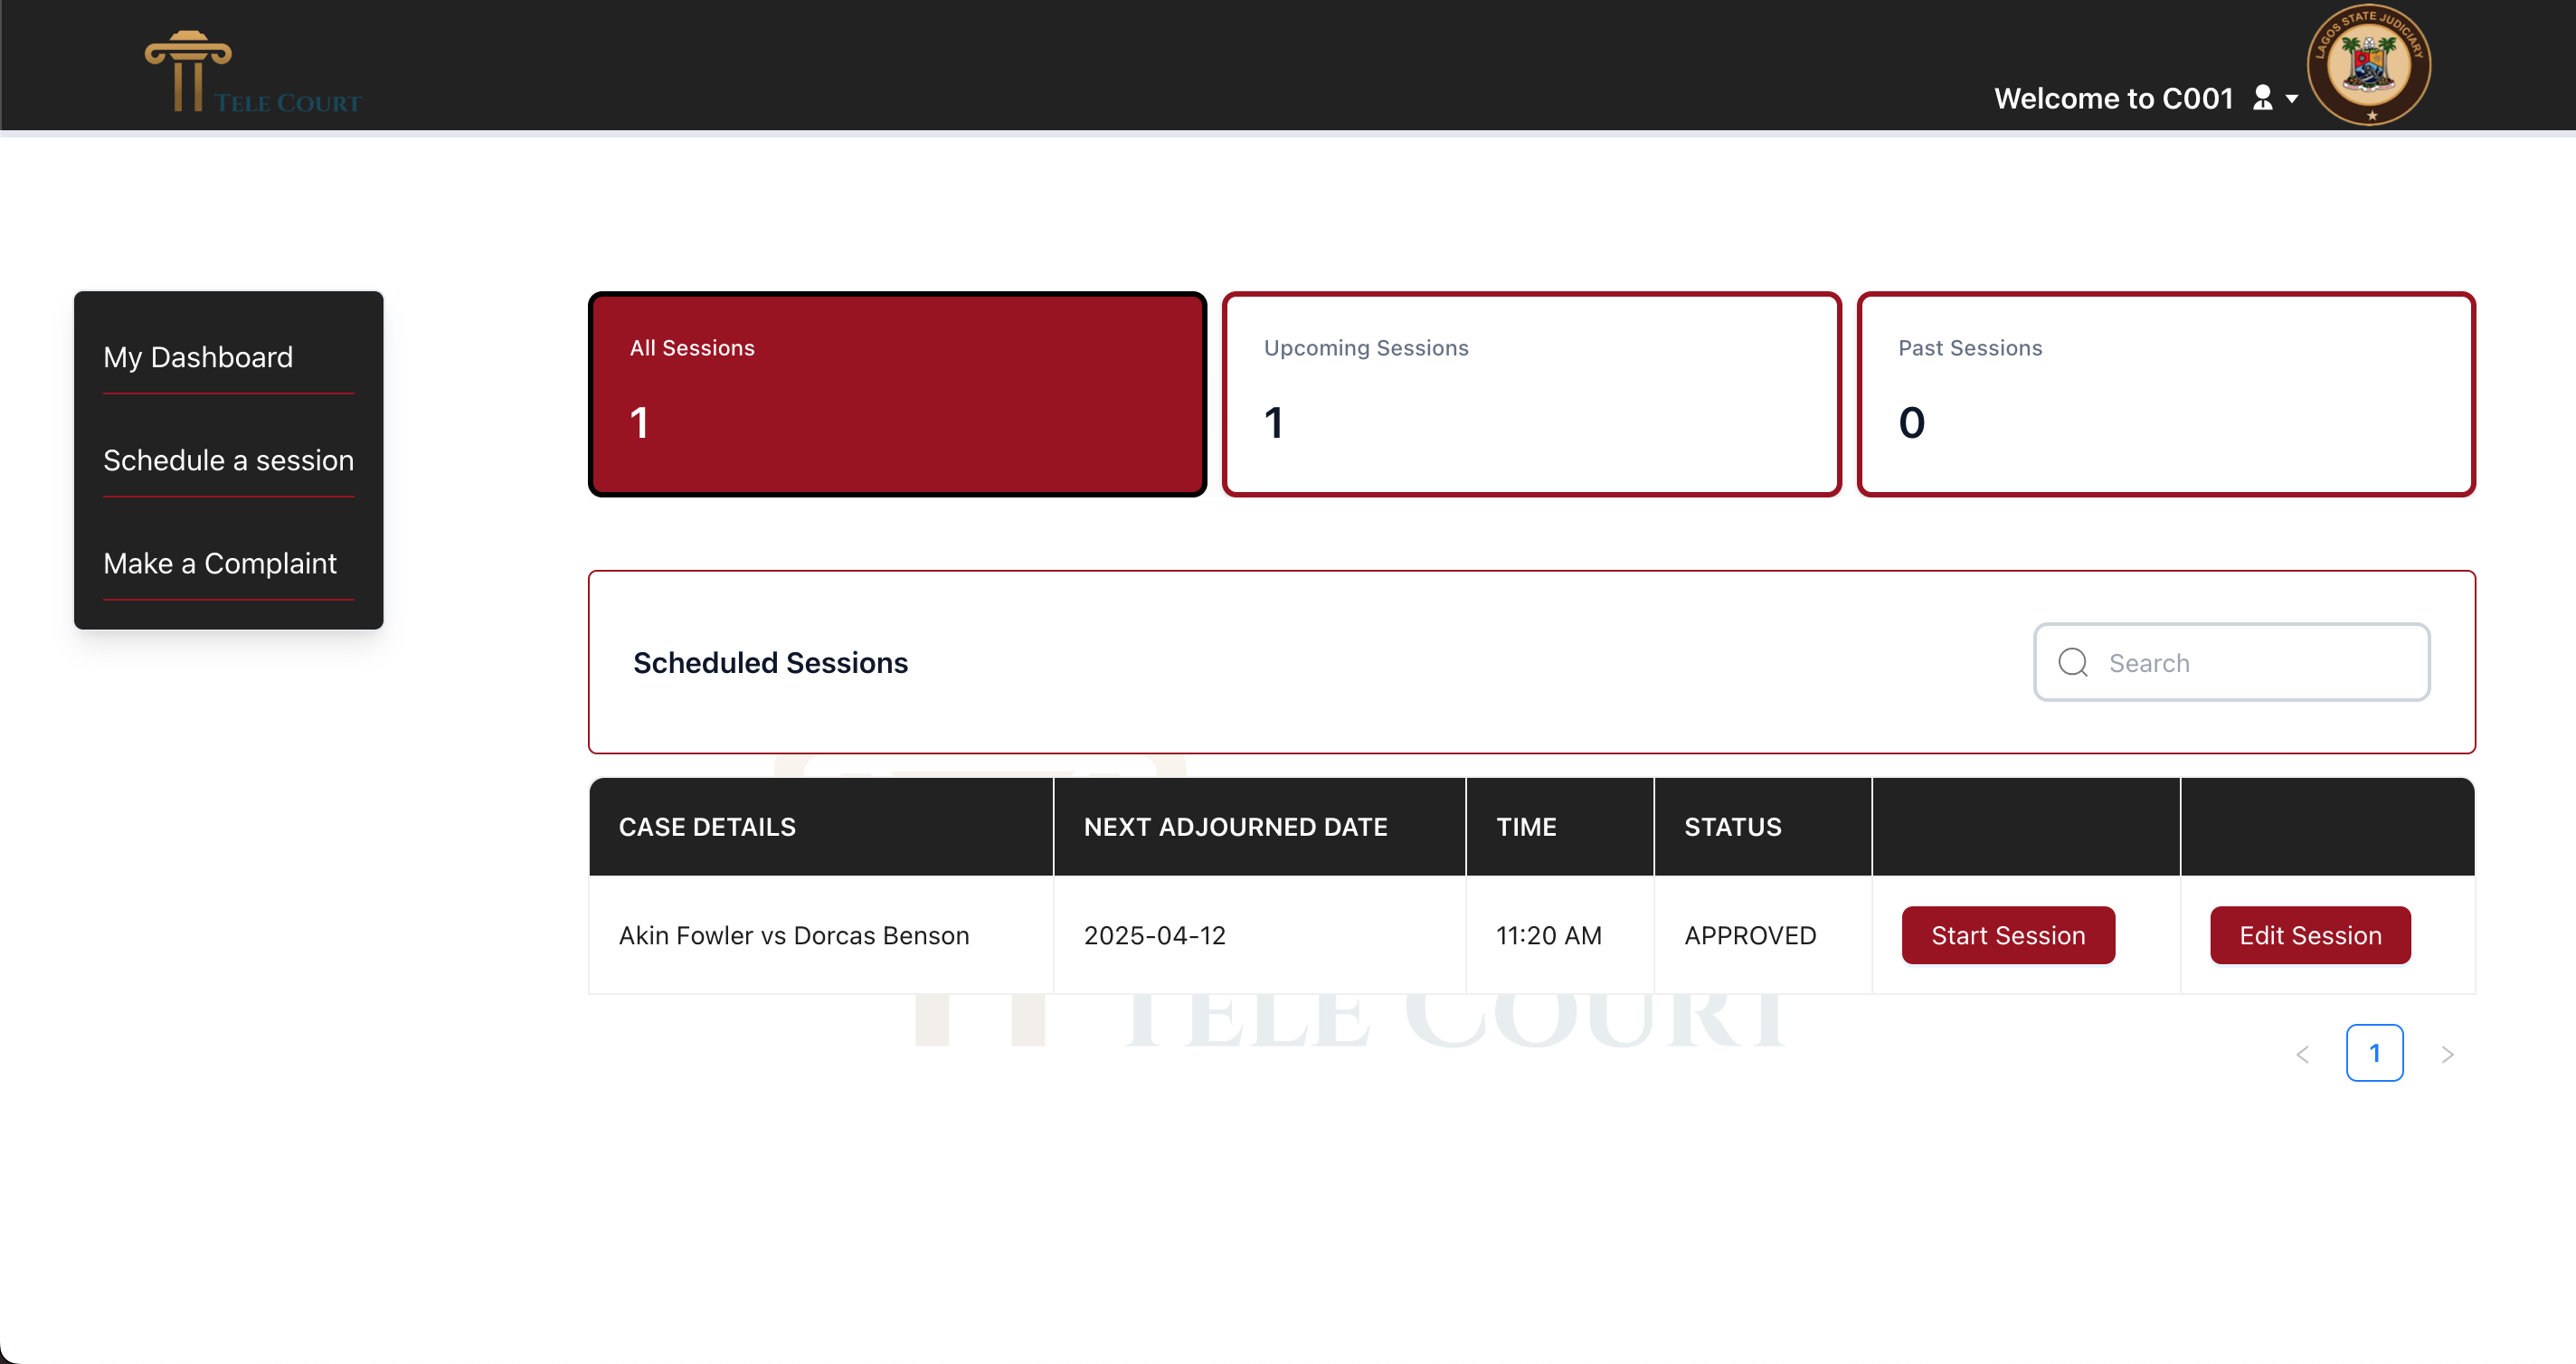 TELE COURT
Welcome to C001
LAGOS STATE JUDICIARY
My Dashboard
Schedule a session
Make a Complaint
All Sessions
1
Upcoming Sessions
1
Past Sessions
0
Scheduled Sessions
Search
CASE DETAILS NEXT ADJOURNED DATE TIME STATUS
Akin Fowler vs Dorcas Benson 2025-04-12 11:20 AM APPROVED Start Session Edit Session
TELE COURT
< 1 >